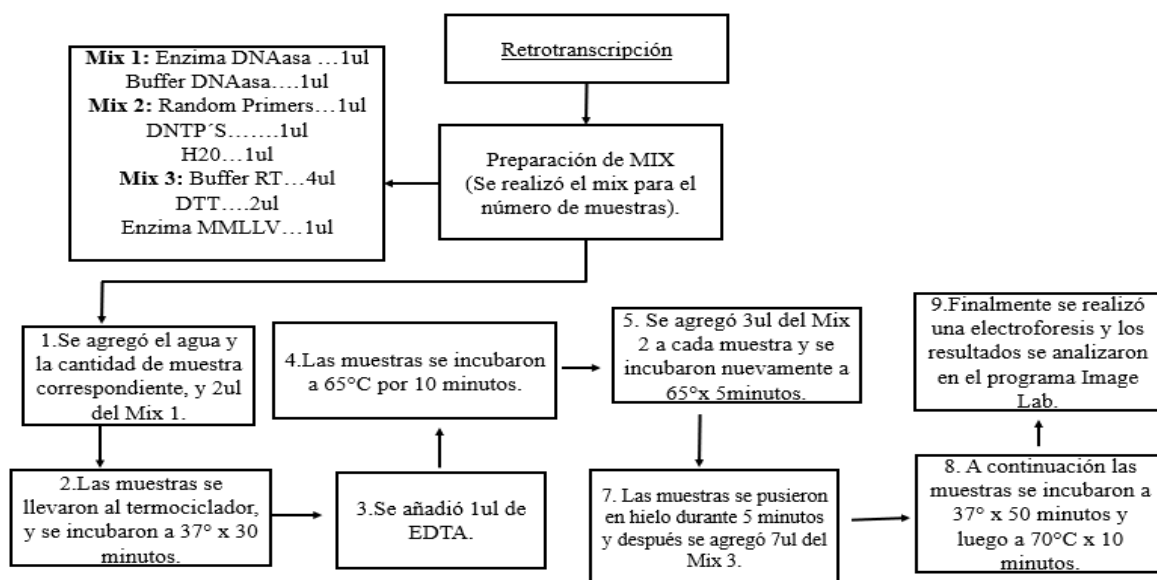 Retrotranscripción
Mix 1: Enzima DNAasa …1ul
Buffer DNAasa….1ul
Mix 2: Random Primers…1ul
DNTP´S…….1ul
H20…1ul
Mix 3: Buffer RT…4ul
DTT….2ul
Enzima MMLLV…1ul
Preparación de MIX
(Se realizó el mix para el
número de muestras).
1.Se agregó el agua y
la cantidad de muestra
correspondiente, y 2ul
del Mix 1.
2.Las muestras se
llevaron al termociclador,
y se incubaron a 37° x 30
minutos.
3.Se añadió 1ul de
EDTA.
4.Las muestras se incubaron
a 65°C por 10 minutos.
5. Se agregó 3ul del Mix
2 a cada muestra y se
incubaron nuevamente a
65°x 5minutos.
7. Las muestras se pusieron
en hielo durante 5 minutos
y después se agregó 7ul del
Mix 3.
8. A continuación las
muestras se incubaron a
37° x 50 minutos y
luego a 70°C x 10
minutos.
9.Finalmente se realizó
una electroforesis y los
resultados se analizaron
en el programa Image
Lab.